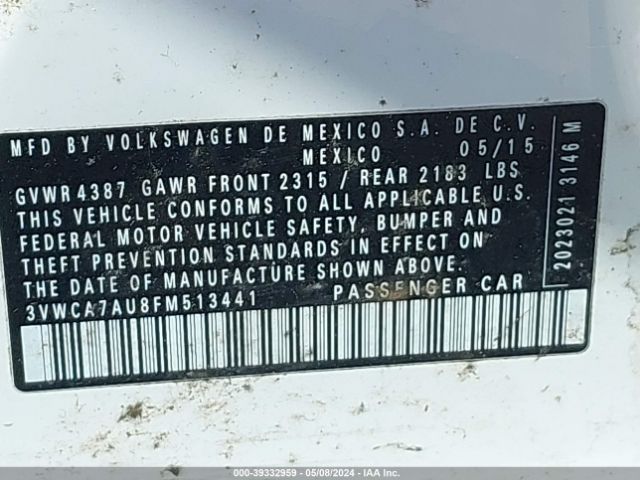 MFD BY VOLKSWAGEN DE MEXICO S.A. DE C.V.
MEXICO 05/15
GVWR 4387 GAWR FRONT 2315 / REAR 2183 LBS
THIS VEHICLE CONFORMS TO ALL APPLICABLE U.S.
FEDERAL MOTOR VEHICLE SAFETY, BUMPER AND
THEFT PREVENTION STANDARDS IN EFFECT ON
THE DATE OF MANUFACTURE SHOWN ABOVE.
3VWCA7AU8FM513441 PASSENGER CAR
2023021 3146 M
000-39332959 - 05/08/2024 - IAA Inc.